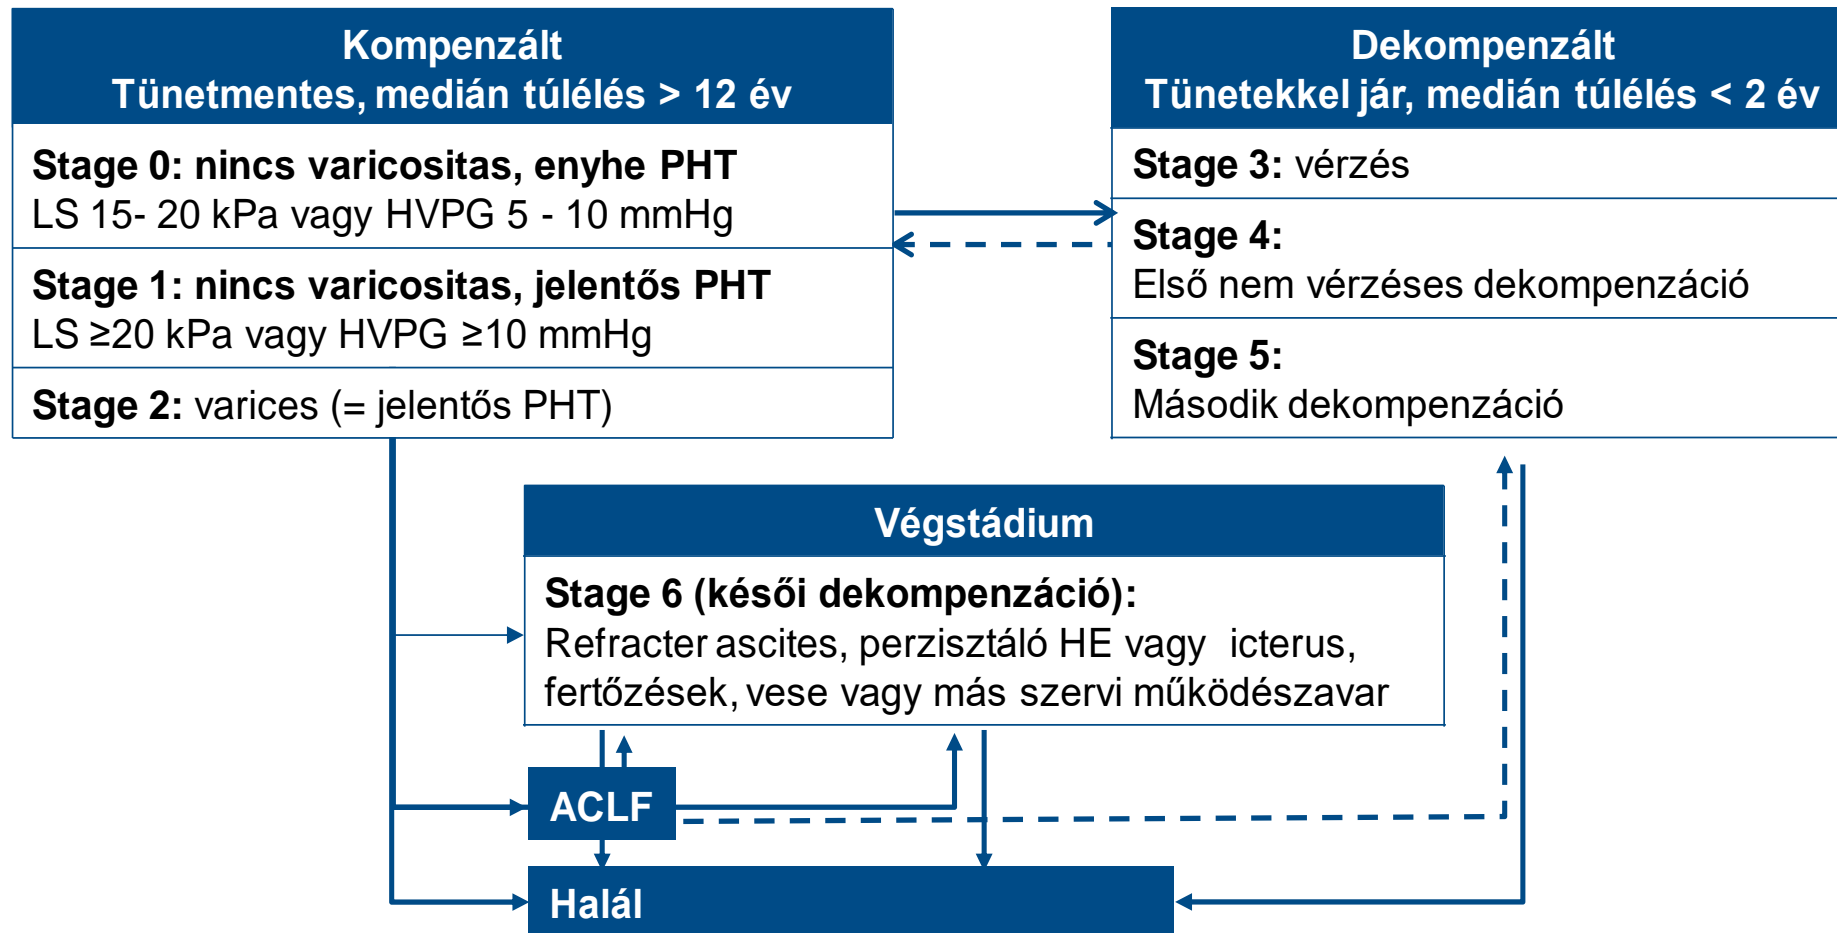 Kompenzált
Tünetmentes, medián túlélés > 12 év
Stage 0: nincs varicositas, enyhe PHT
LS 15- 20 kPa vagy HVPG 5 - 10 mmHg
Stage 1: nincs varicositas, jelentős PHT
LS ≥20 kPa vagy HVPG ≥10 mmHg
Stage 2: varices (= jelentős PHT)
Dekompenzált
Tünetekkel jár, medián túlélés < 2 év
Stage 3: vérzés
Stage 4:
Első nem vérzéses dekompenzáció
Stage 5:
Második dekompenzáció
Végstádium
Stage 6 (késői dekompenzáció):
Refracter ascites, perzisztáló HE vagy icterus,
fertőzések, vese vagy más szervi működészavar
ACLF
Halál